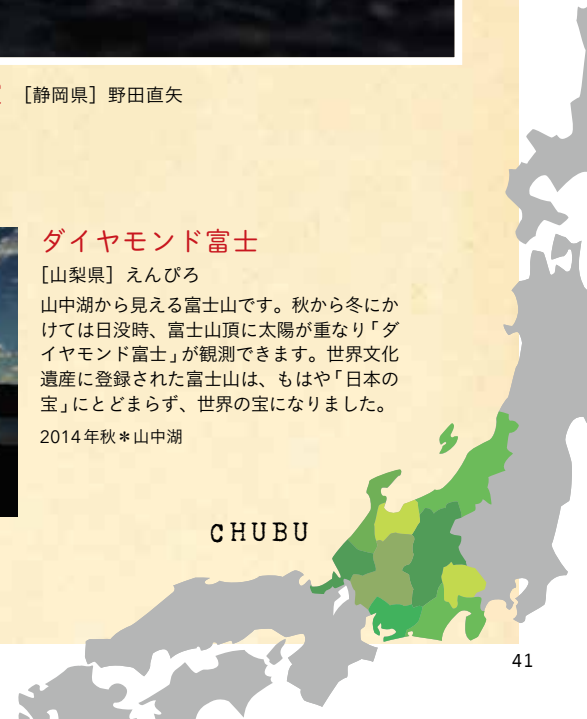 ［静岡県］野田直矢
ダイヤモンド富士
［山梨県］えんぴろ
山中湖から見える富士山です。秋から冬にか
けては日没時、富士山頂に太陽が重なり「ダ
イヤモンド富士」が観測できます。世界文化
遺産に登録された富士山は、もはや「日本の
宝」にとどまらず、世界の宝になりました。
2014年秋＊山中湖
CHUBU
41